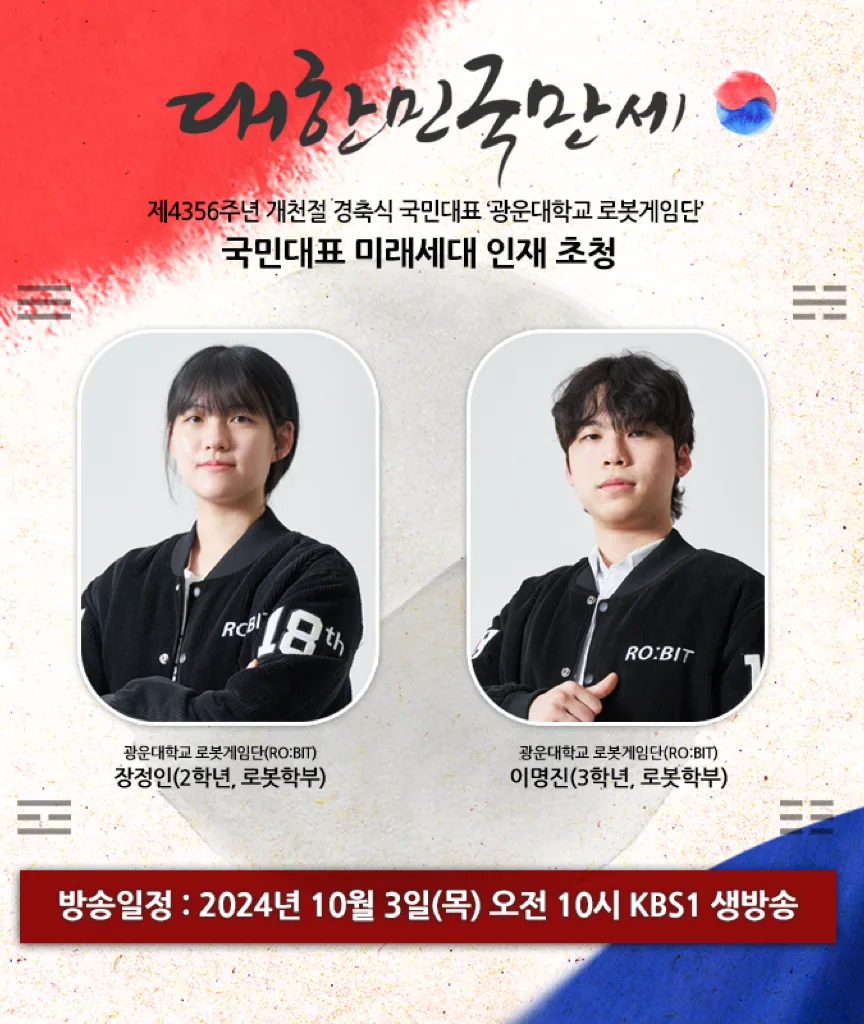 대한민국만세
제4356주년 개천절 경축식 국민대표 ‘광운대학교 로봇게임단’
국민대표 미래세대 인재 초청
RO:BIT
18th
RO:BIT
광운대학교 로봇게임단(RO:BIT)
장정인(2학년, 로봇학부)
광운대학교 로봇게임단(RO:BIT)
이명진(3학년, 로봇학부)
방송일정 : 2024년 10월 3일(목) 오전 10시 KBS1 생방송